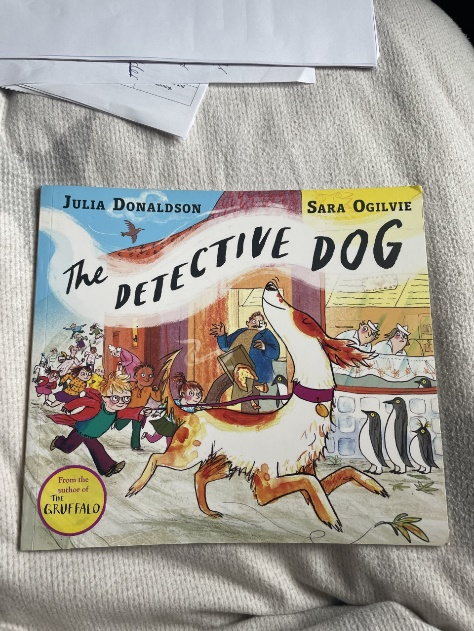 Julia Donaldson
Sara Ogilvie
The DETECTIVE DOG
From the
author of
THE
GRUFFALO